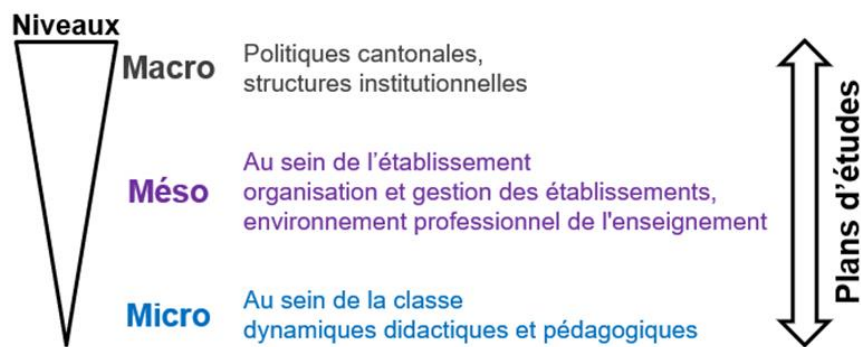 Niveaux
Macro
Politiques cantonales,
structures institutionnelles
Méso
Au sein de l'établissement
organisation et gestion des établissements,
environnement professionnel de l'enseignement
Micro
Au sein de la classe
dynamiques didactiques et pédagogiques
Plans d'études